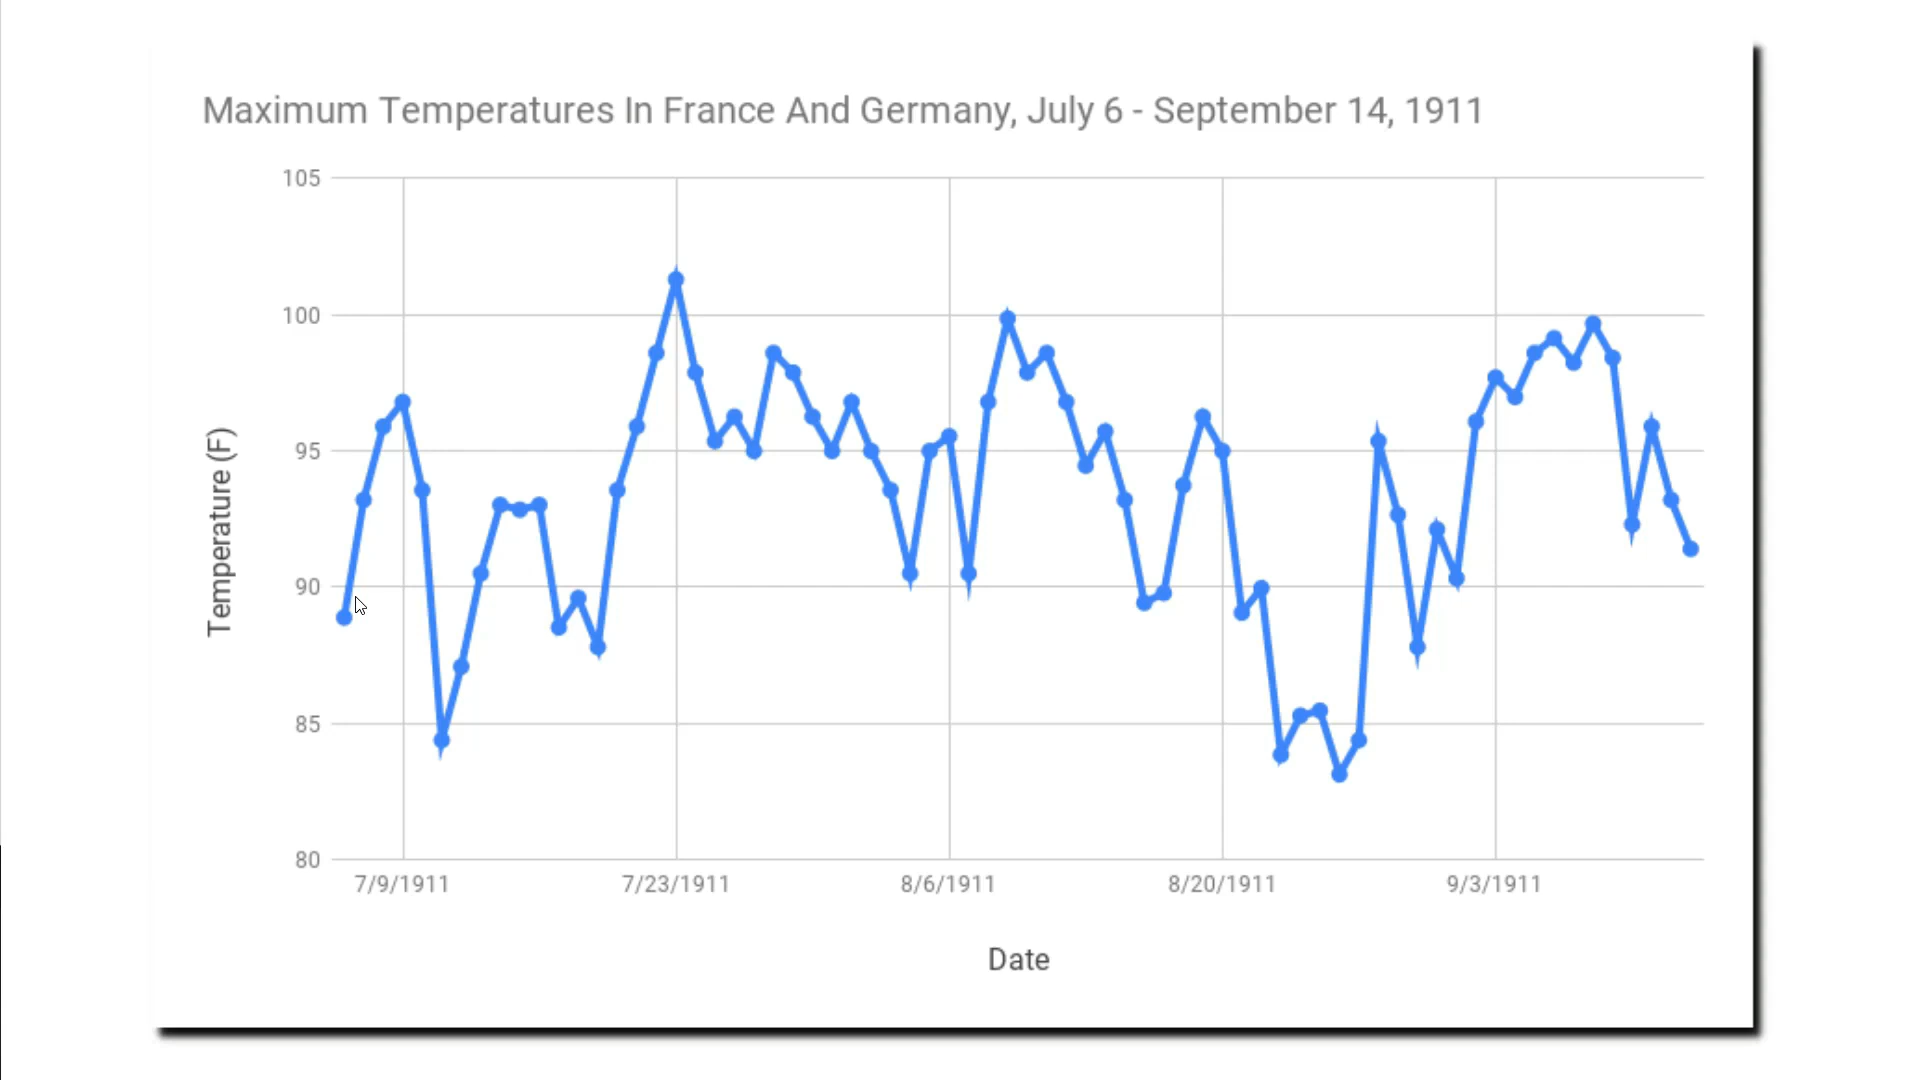 Maximum Temperatures In France And Germany, July 6 - September 14, 1911
105
100
95
90
85
80
Temperature (F)
7/9/1911 7/23/1911 8/6/1911 8/20/1911 9/3/1911
Date